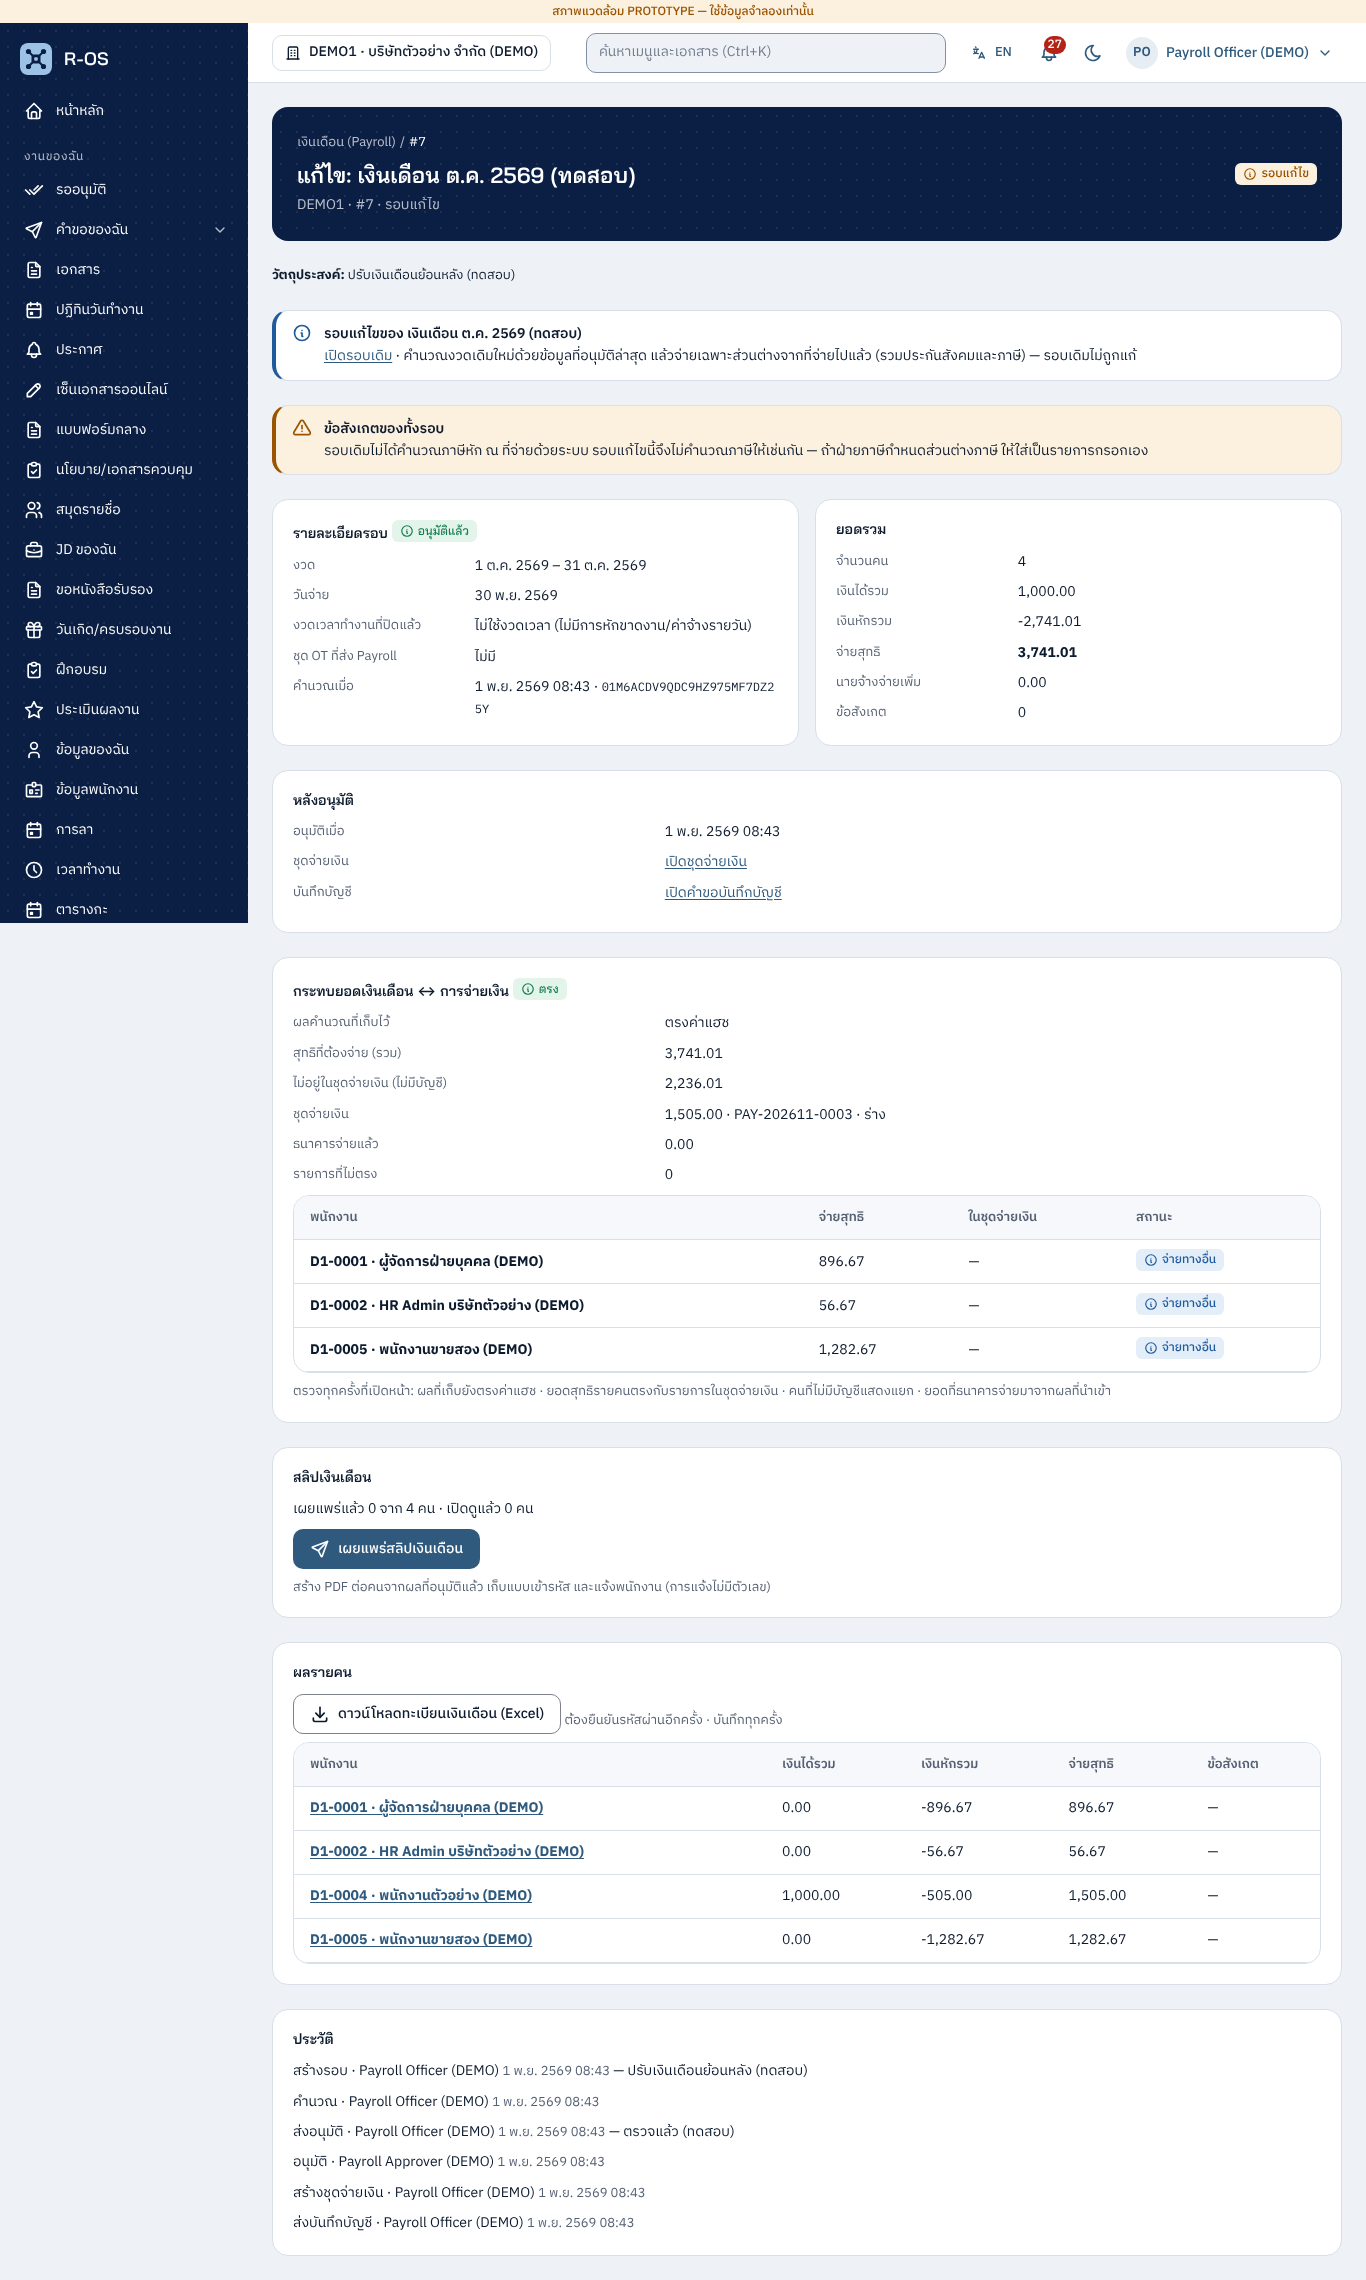 สภาพแวดล้อม PROTOTYPE — ใช้ข้อมูลจำลองเท่านั้น
R-OS
หน้าหลัก
งานของฉัน
รออนุมัติ
คำขอของฉัน
เอกสาร
ปฏิทินวันทำงาน
ประกาศ
เซ็นเอกสารออนไลน์
แบบฟอร์มกลาง
นโยบาย/เอกสารควบคุม
สมุดรายชื่อ
JD ของฉัน
ขอหนังสือรับรอง
วันเกิด/ครบรอบงาน
ฝึกอบรม
ประเมินผลงาน
ข้อมูลของฉัน
ข้อมูลพนักงาน
การลา
เวลาทำงาน
ตารางกะ
DEMO1 · บริษัทตัวอย่าง จำกัด (DEMO)
ค้นหาเมนูและเอกสาร (Ctrl+K)
EN
27
PO
Payroll Officer (DEMO)
เงินเดือน (Payroll) / #7
แก้ไข: เงินเดือน ต.ค. 2569 (ทดสอบ)
DEMO1 · #7 · รอบแก้ไข
รอบแก้ไข
วัตถุประสงค์: ปรับเงินเดือนย้อนหลัง (ทดสอบ)
รอบแก้ไขของ เงินเดือน ต.ค. 2569 (ทดสอบ)
เปิดรอบเดิม · คำนวณงวดเดิมใหม่ด้วยข้อมูลที่อนุมัติล่าสุด แล้วจ่ายเฉพาะส่วนต่างจากที่จ่ายไปแล้ว (รวมประกันสังคมและภาษี) — รอบเดิมไม่ถูกแก้
ข้อสังเกตของทั้งรอบ
รอบเดิมไม่ได้คำนวณภาษีหัก ณ ที่จ่ายด้วยระบบ รอบแก้ไขนี้จึงไม่คำนวณภาษีให้เช่นกัน — ถ้าฝ่ายภาษีกำหนดส่วนต่างภาษี ให้ใส่เป็นรายการกรอกเอง
รายละเอียดรอบ อนุมัติแล้ว
งวด 1 ต.ค. 2569 – 31 ต.ค. 2569
วันจ่าย 30 พ.ย. 2569
งวดเวลาทำงานที่ปิดแล้ว ไม่ใช้งวดเวลา (ไม่มีการหักขาดงาน/ค่าจ้างรายวัน)
ชุด OT ที่ส่ง Payroll ไม่มี
คำนวณเมื่อ 1 พ.ย. 2569 08:43 · 01M6ACDV9QDC9HZ975MF7DZ2
5Y
ยอดรวม
จำนวนคน 4
เงินได้รวม 1,000.00
เงินหักรวม -2,741.01
จ่ายสุทธิ 3,741.01
นายจ้างจ่ายเพิ่ม 0.00
ข้อสังเกต 0
หลังอนุมัติ
อนุมัติเมื่อ 1 พ.ย. 2569 08:43
ชุดจ่ายเงิน เปิดชุดจ่ายเงิน
บันทึกบัญชี เปิดคำขอบันทึกบัญชี
กระทบยอดเงินเดือน ↔ การจ่ายเงิน ตรง
ผลคำนวณที่เก็บไว้ ตรงค่าแฮช
สุทธิที่ต้องจ่าย (รวม) 3,741.01
ไม่อยู่ในชุดจ่ายเงิน (ไม่มีบัญชี) 2,236.01
ชุดจ่ายเงิน 1,505.00 · PAY-202611-0003 · ร่าง
ธนาคารจ่ายแล้ว 0.00
รายการที่ไม่ตรง 0
พนักงาน จ่ายสุทธิ ในชุดจ่ายเงิน สถานะ
D1-0001 · ผู้จัดการฝ่ายบุคคล (DEMO) 896.67 — จ่ายทางอื่น
D1-0002 · HR Admin บริษัทตัวอย่าง (DEMO) 56.67 — จ่ายทางอื่น
D1-0005 · พนักงานขายสอง (DEMO) 1,282.67 — จ่ายทางอื่น
ตรวจทุกครั้งที่เปิดหน้า: ผลที่เก็บยังตรงค่าแฮช · ยอดสุทธิรายคนตรงกับรายการในชุดจ่ายเงิน · คนที่ไม่มีบัญชีแสดงแยก · ยอดที่ธนาคารจ่ายมาจากผลที่นำเข้า
สลิปเงินเดือน
เผยแพร่แล้ว 0 จาก 4 คน · เปิดดูแล้ว 0 คน
เผยแพร่สลิปเงินเดือน
สร้าง PDF ต่อคนจากผลที่อนุมัติแล้ว เก็บแบบเข้ารหัส และแจ้งพนักงาน (การแจ้งไม่มีตัวเลข)
ผลรายคน
ดาวน์โหลดทะเบียนเงินเดือน (Excel) ต้องยืนยันรหัสผ่านอีกครั้ง · บันทึกทุกครั้ง
พนักงาน เงินได้รวม เงินหักรวม จ่ายสุทธิ ข้อสังเกต
D1-0001 · ผู้จัดการฝ่ายบุคคล (DEMO) 0.00 -896.67 896.67 —
D1-0002 · HR Admin บริษัทตัวอย่าง (DEMO) 0.00 -56.67 56.67 —
D1-0004 · พนักงานตัวอย่าง (DEMO) 1,000.00 -505.00 1,505.00 —
D1-0005 · พนักงานขายสอง (DEMO) 0.00 -1,282.67 1,282.67 —
ประวัติ
สร้างรอบ · Payroll Officer (DEMO) 1 พ.ย. 2569 08:43 — ปรับเงินเดือนย้อนหลัง (ทดสอบ)
คำนวณ · Payroll Officer (DEMO) 1 พ.ย. 2569 08:43
ส่งอนุมัติ · Payroll Officer (DEMO) 1 พ.ย. 2569 08:43 — ตรวจแล้ว (ทดสอบ)
อนุมัติ · Payroll Approver (DEMO) 1 พ.ย. 2569 08:43
สร้างชุดจ่ายเงิน · Payroll Officer (DEMO) 1 พ.ย. 2569 08:43
ส่งบันทึกบัญชี · Payroll Officer (DEMO) 1 พ.ย. 2569 08:43